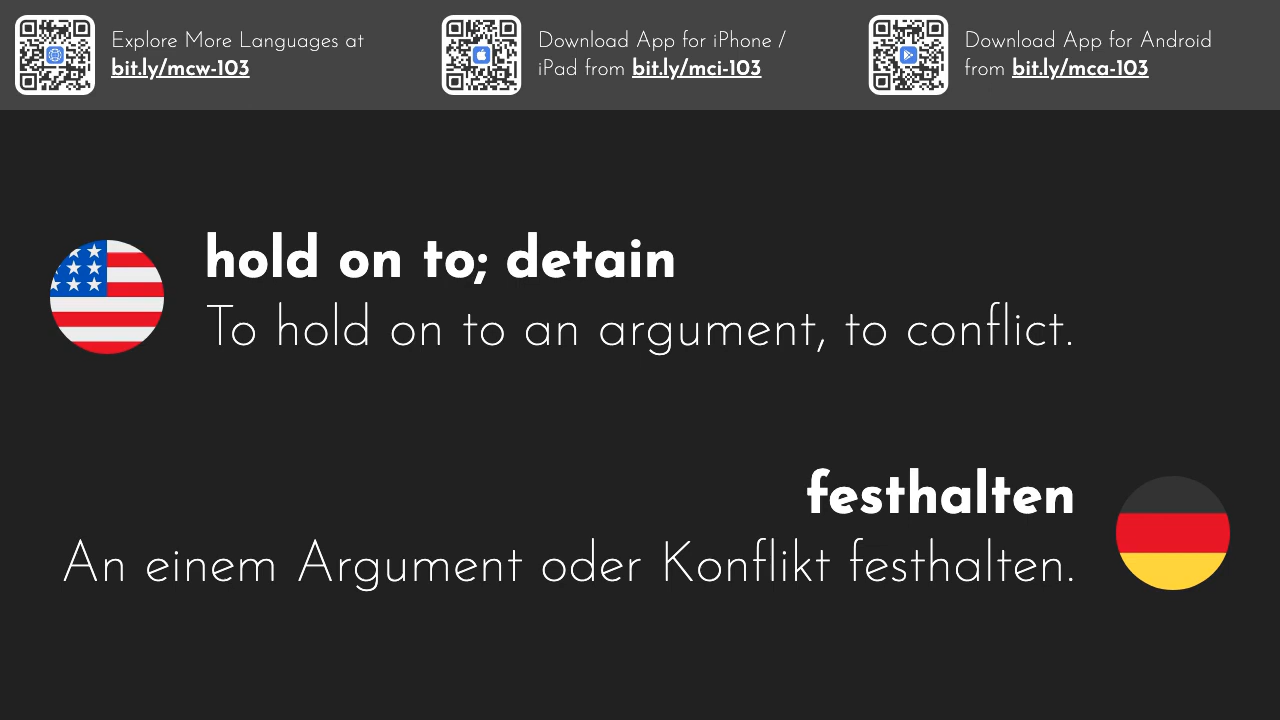 Explore More Languages at
bit.ly/mcw-103
Download App for iPhone /
iPad from bit.ly/mci-103
Download App for Android
from bit.ly/mca-103
hold on to; detain
To hold on to an argument, to conflict.
festhalten
An einem Argument oder Konflikt festhalten.